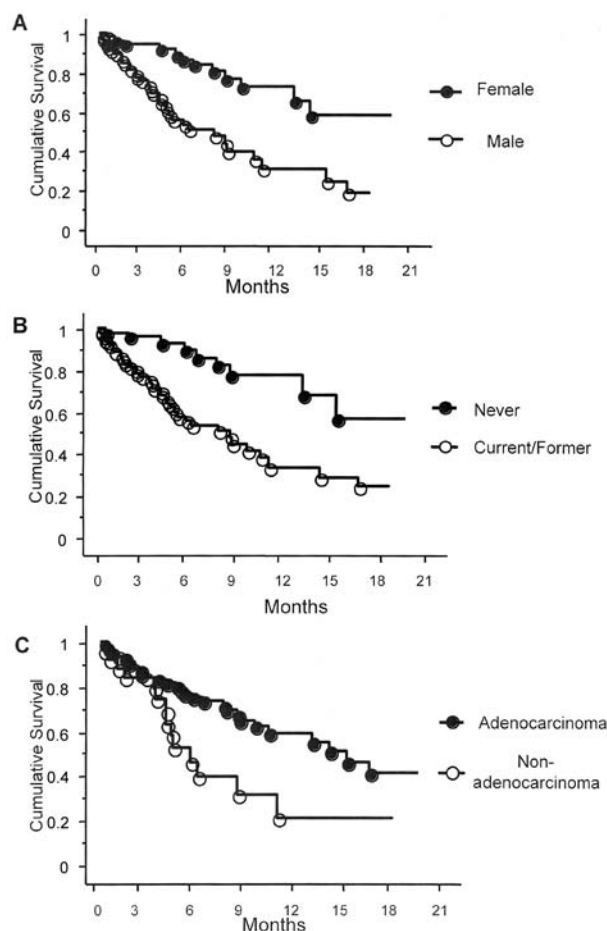 A
Cumulative Survival
1
0.8
0.6
0.4
0.2
0
0 3 6 9 12 15 18 21
Months
Female
Male
B
Cumulative Survival
1
0.8
0.6
0.4
0.2
0
0 3 6 9 12 15 18 21
Months
Never
Current/Former
C
Cumulative Survival
1
0.8
0.6
0.4
0.2
0
0 3 6 9 12 15 18 21
Months
Adenocarcinoma
Non-
adenocarcinoma